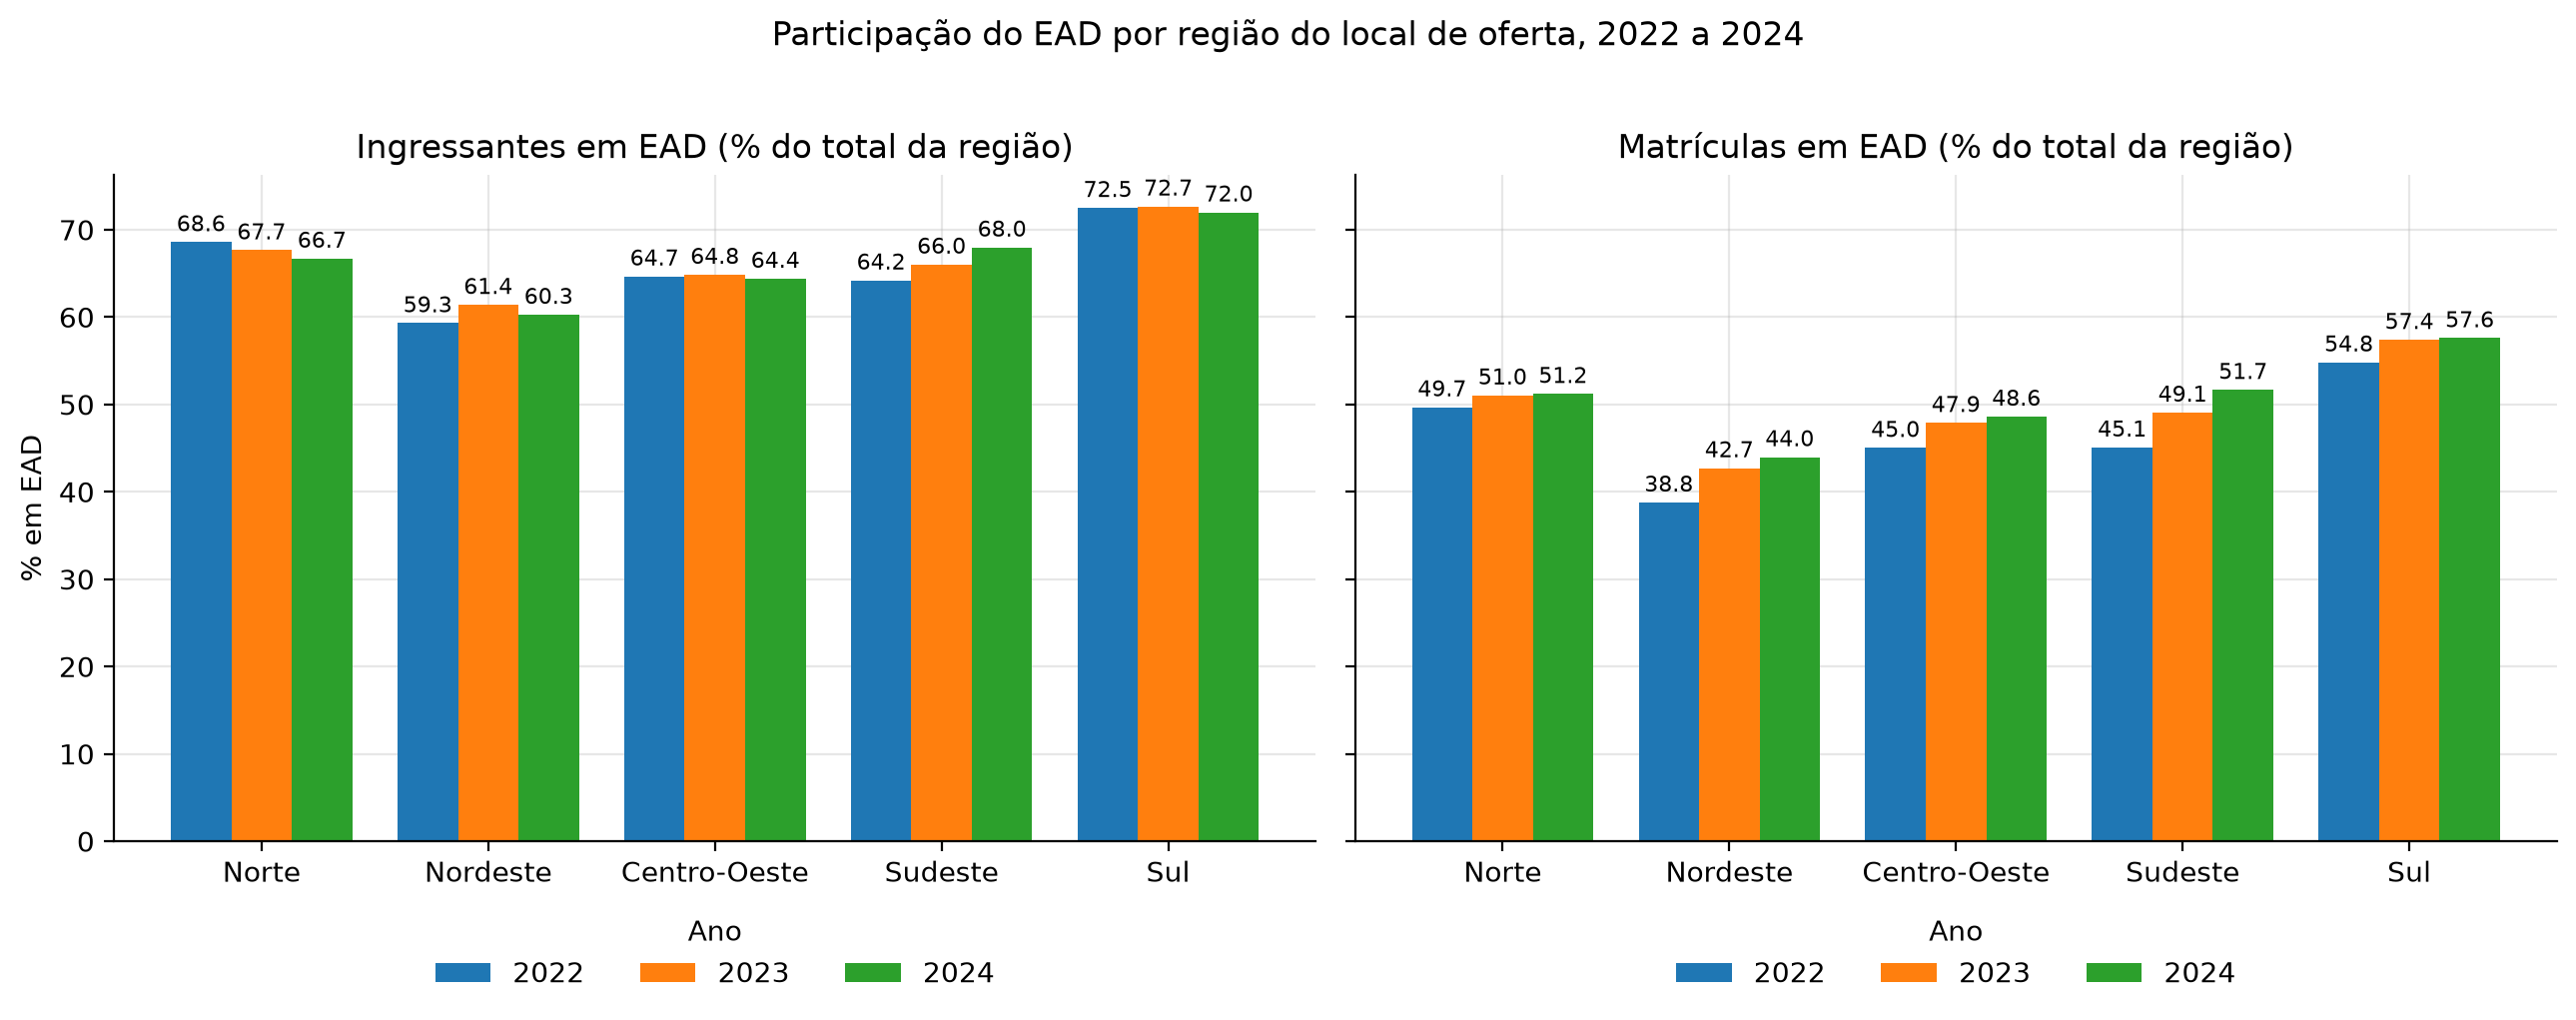 Participação do EAD por região do local de oferta, 2022 a 2024
Ingressantes em EAD (% do total da região)
% em EAD
70
60
50
40
30
20
10
0
68.6 67.7 66.7
59.3 61.4 60.3
64.7 64.8 64.4
64.2 66.0 68.0
72.5 72.7 72.0
Norte Nordeste Centro-Oeste Sudeste Sul
Ano
2022 2023 2024
Matrículas em EAD (% do total da região)
49.7 51.0 51.2
38.8 42.7 44.0
45.0 47.9 48.6
45.1 49.1 51.7
54.8 57.4 57.6
Norte Nordeste Centro-Oeste Sudeste Sul
Ano
2022 2023 2024